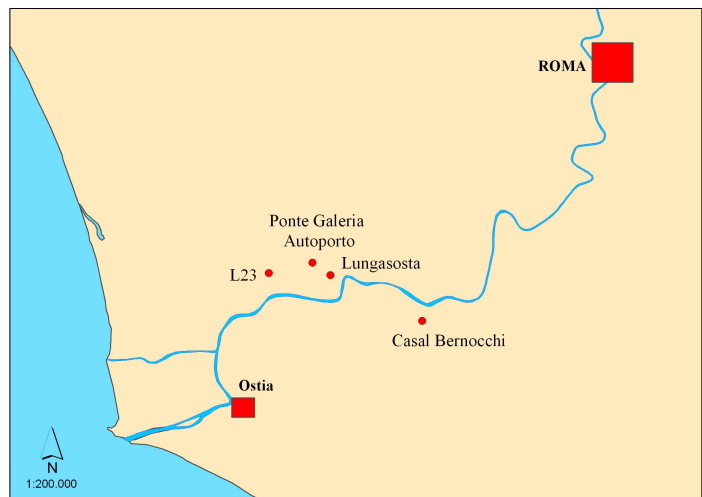 ROMA
Ponte Galeria
Autoporto
Lungasosta
L23
Casal Bernocchi
Ostia
N
1:200.000